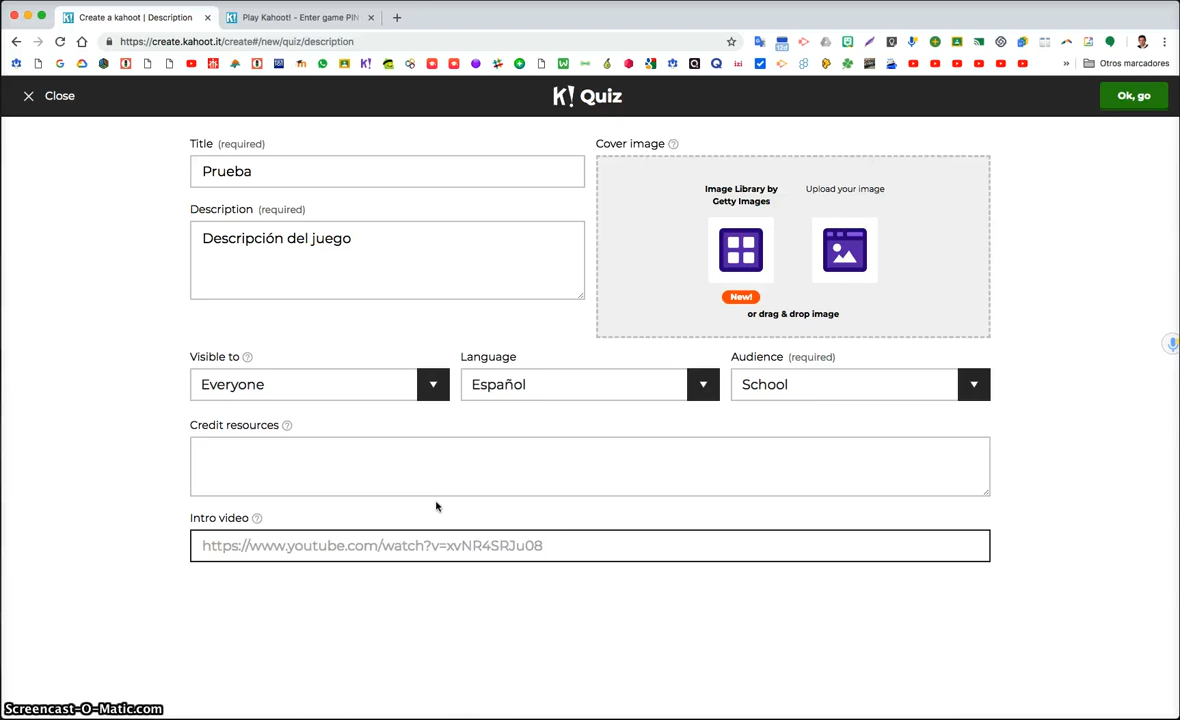 Create a kahoot | Description
Play Kahoot! - Enter game PIN
https://create.kahoot.it/create#/new/quiz/description
Otros marcadores
Close
K! Quiz
Ok, go
Title (required)
Prueba
Description (required)
Descripción del juego
Cover image
Image Library by
Getty Images
Upload your image
New!
or drag & drop image
Visible to
Everyone
Language
Español
Audience (required)
School
Credit resources
Intro video
https://www.youtube.com/watch?v=xvNR4SRJu08
Screencast-O-Matic.com